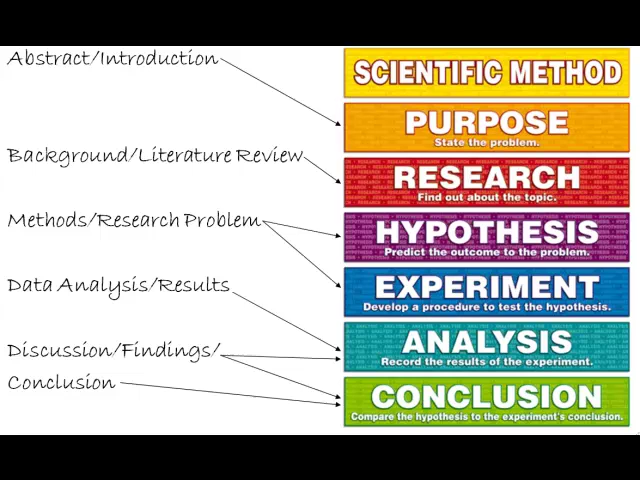 Abstract/Introduction
SCIENTIFIC METHOD
PURPOSE
State the problem.
Background/Literature Review
RESEARCH
Find out about the topic.
Methods/Research Problem
HYPOTHESIS
Predict the outcome to the problem.
Data Analysis/Results
EXPERIMENT
Develop a procedure to test the hypothesis.
Discussion/Findings/
Conclusion
ANALYSIS
Record the results of the experiment.
CONCLUSION
Compare the hypothesis to the experiment's conclusion.